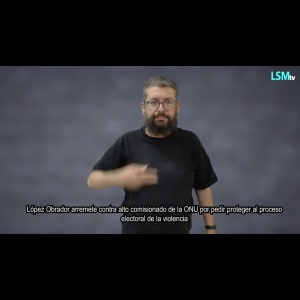 LSMtv
López Obrador arremete contra alto comisionado de la ONU por pedir proteger al proceso
electoral de la violencia